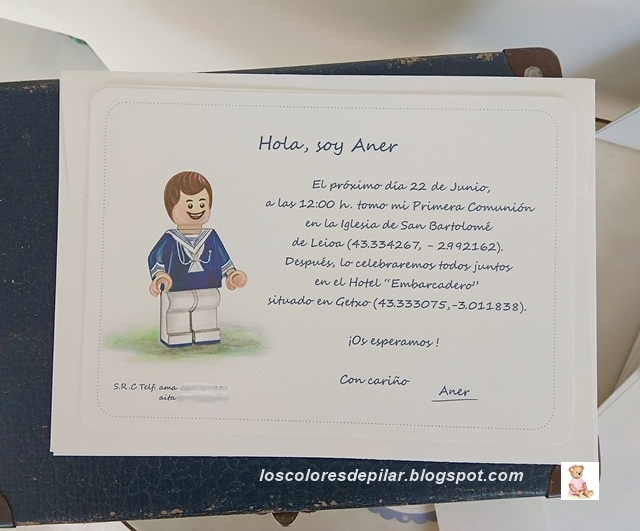 Hola, soy Aner
El próximo día 22 de Junio,
a las 12:00 h. tomo mi Primera Comunión
en la Iglesia de San Bartolomé
de Leioa (43.334267, - 2992162).
Después, lo celebraremos todos juntos
en el Hotel "Embarcadero"
situado en Getxo (43.333075,-3.011838).
¡Os esperamos !
Con cariño
Aner
S.R.C Telf. ama
aita
loscoloresdepilar.blogspot.com